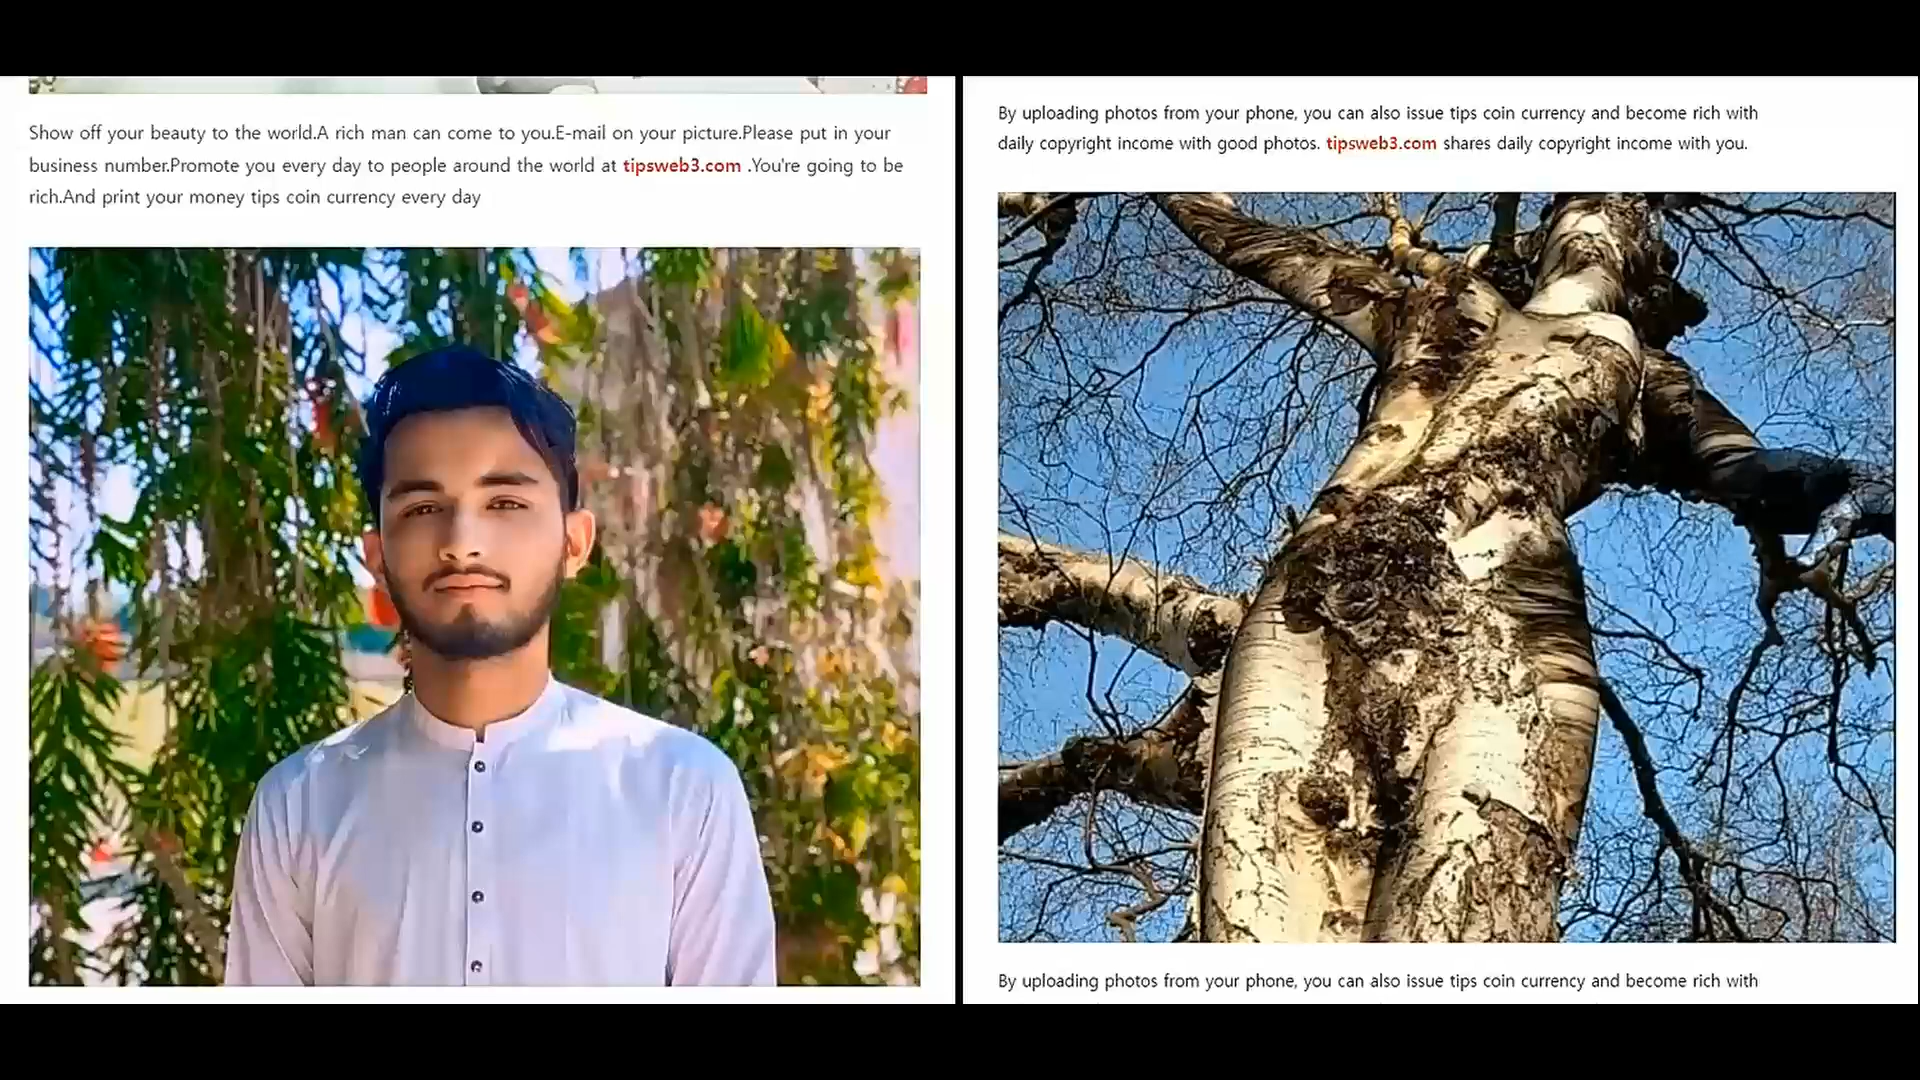 Show off your beauty to the world.A rich man can come to you.E-mail on your picture.Please put in your
business number.Promote you every day to people around the world at tipsweb3.com .You're going to be
rich.And print your money tips coin currency every day
By uploading photos from your phone, you can also issue tips coin currency and become rich with
daily copyright income with good photos. tipsweb3.com shares daily copyright income with you.
By uploading photos from your phone, you can also issue tips coin currency and become rich with